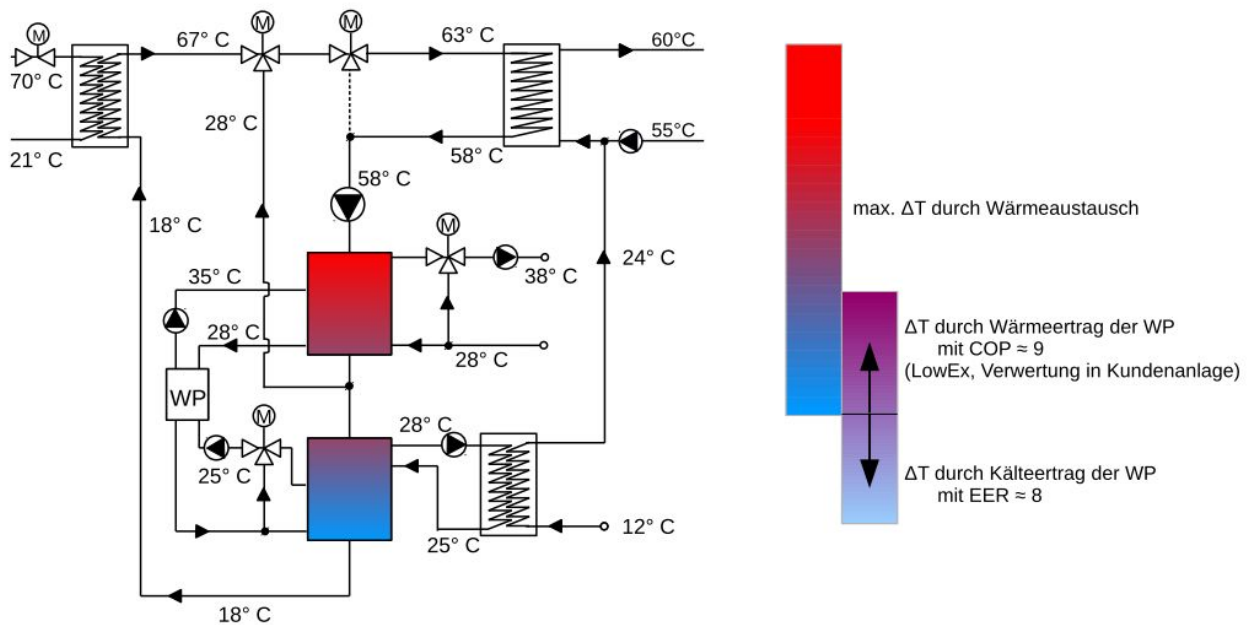 M
M
M
67° C
63° C
60°C
70° C
28° C
58° C
55°C
21° C
58° C
18° C
M
max. ΔT durch Wärmeaustausch
35° C
38° C
24° C
28° C
28° C
ΔT durch Wärmeertrag der WP
mit COP ≈ 9
(LowEx, Verwertung in Kundenanlage)
WP
M
28° C
25° C
ΔT durch Kälteertrag der WP
mit EER ≈ 8
12° C
25° C
18° C